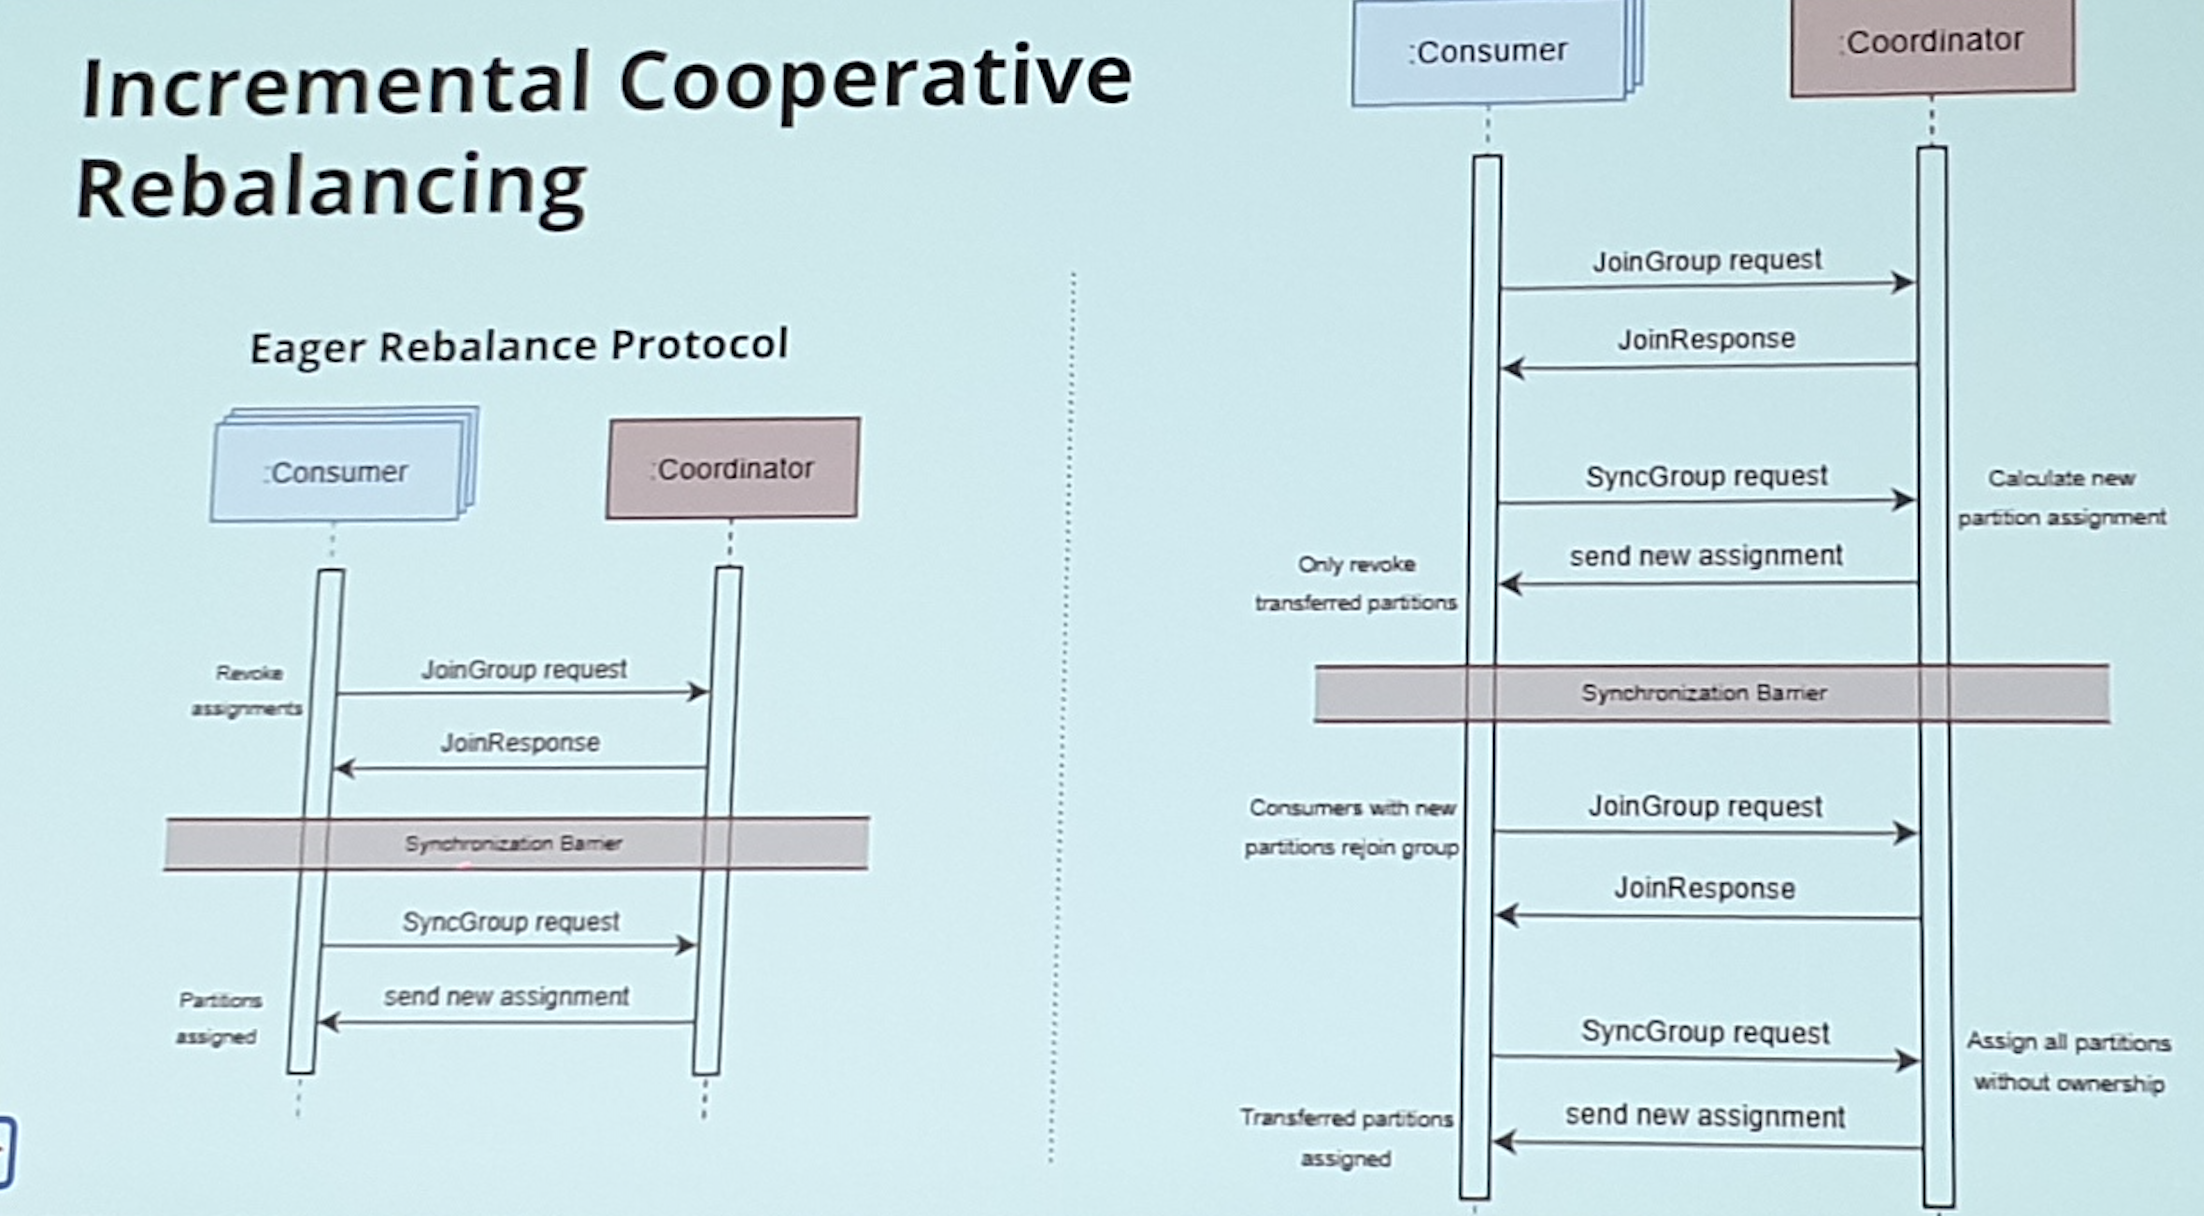 Incremental Cooperative
Rebalancing
Eager Rebalance Protocol
:Consumer
:Coordinator
Revoke
assignments
JoinGroup request
JoinResponse
Synchronization Barrier
SyncGroup request
Partitions
assigned
send new assignment
:Consumer
:Coordinator
JoinGroup request
JoinResponse
SyncGroup request
Calculate new
partition assignment
send new assignment
Only revoke
transferred partitions
Synchronization Barrier
Consumers with new
partitions rejoin group
JoinGroup request
JoinResponse
SyncGroup request
Assign all partitions
without ownership
send new assignment
Transferred partitions
assigned